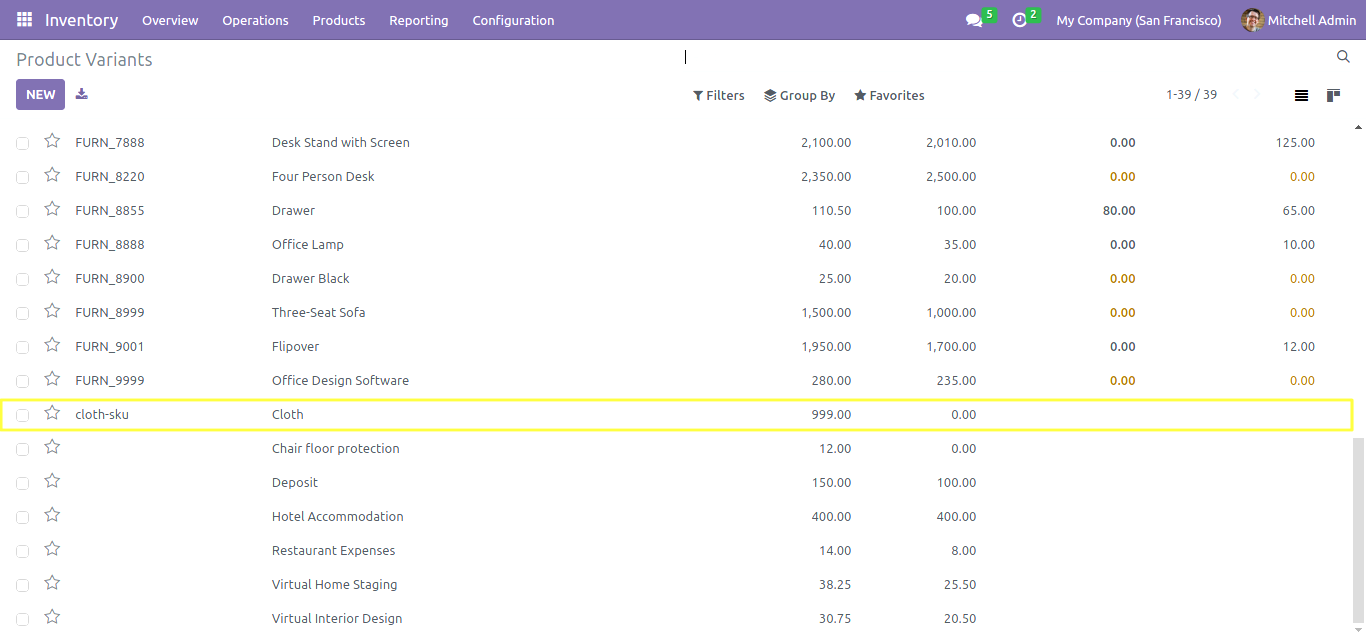 Inventory Overview Operations Products Reporting Configuration 5 2 My Company (San Francisco) Mitchell Admin
Product Variants
NEW Filters Group By Favorites 1-39 / 39
FURN_7888 Desk Stand with Screen 2,100.00 2,010.00 0.00 125.00
FURN_8220 Four Person Desk 2,350.00 2,500.00 0.00 0.00
FURN_8855 Drawer 110.50 100.00 80.00 65.00
FURN_8888 Office Lamp 40.00 35.00 0.00 10.00
FURN_8900 Drawer Black 25.00 20.00 0.00 0.00
FURN_8999 Three-Seat Sofa 1,500.00 1,000.00 0.00 0.00
FURN_9001 Flipover 1,950.00 1,700.00 0.00 12.00
FURN_9999 Office Design Software 280.00 235.00 0.00 0.00
cloth-sku Cloth 999.00 0.00
Chair floor protection 12.00 0.00
Deposit 150.00 100.00
Hotel Accommodation 400.00 400.00
Restaurant Expenses 14.00 8.00
Virtual Home Staging 38.25 25.50
Virtual Interior Design 30.75 20.50